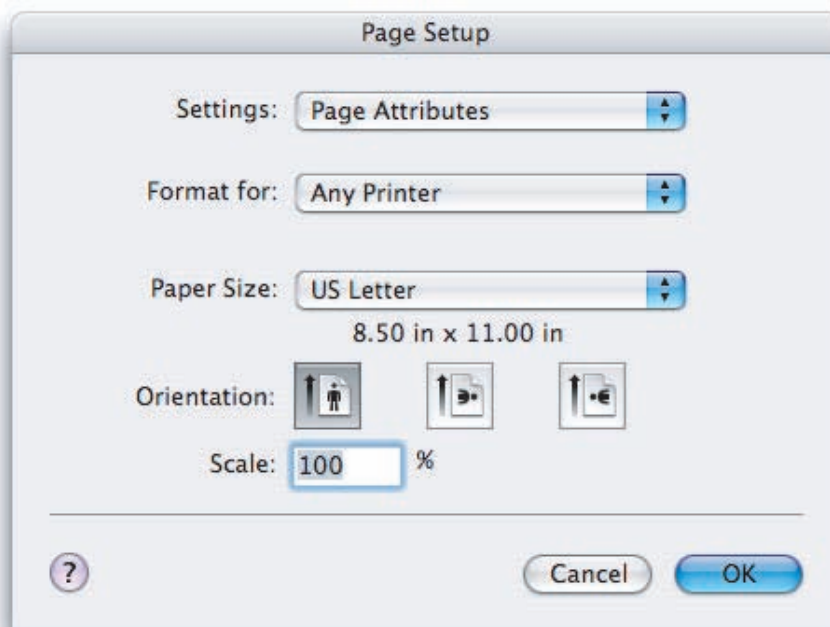 Page Setup
Settings: Page Attributes
Format for: Any Printer
Paper Size: US Letter
8.50 in x 11.00 in
Orientation:
Scale: 100 %
? Cancel OK